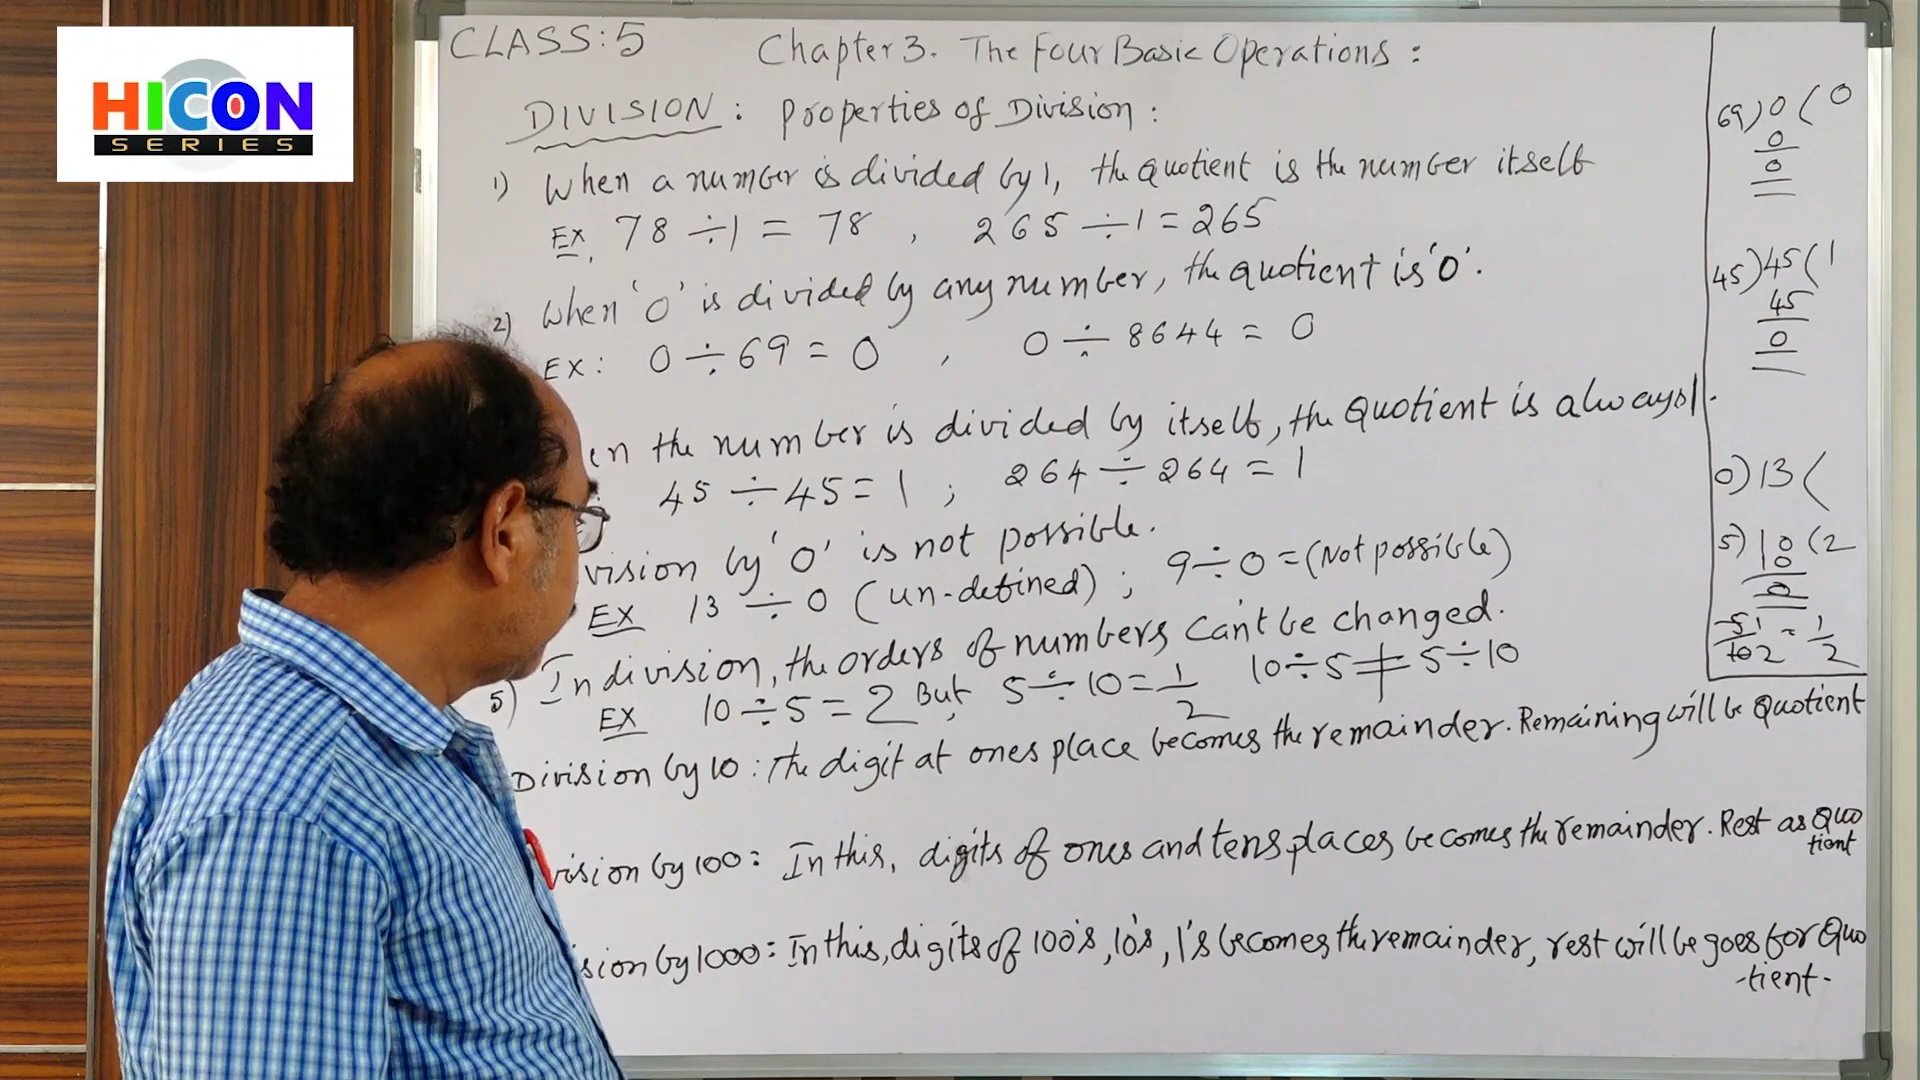 HICON
SERIES
CLASS: 5
Chapter 3. The Four Basic Operations :
DIVISION : Properties of Division :
1) When a number is divided by 1, the quotient is the number itself
Ex. 78 ÷ 1 = 78 , 265 ÷ 1 = 265
2) When '0' is divided by any number, the quotient is '0'.
EX: 0 ÷ 69 = 0 , 0 ÷ 8644 = 0
en the number is divided by itself, the Quotient is always 1.
45 ÷ 45 = 1 ; 264 ÷ 264 = 1
vision by '0' is not possible.
EX 13 ÷ 0 (un-defined) ; 9 ÷ 0 = (Not possible)
5) In division, the orders of numbers can't be changed.
EX 10 ÷ 5 = 2 But, 5 ÷ 10 = 1/2 10 ÷ 5 ≠ 5 ÷ 10
Division by 10 : The digit at ones place becomes the remainder. Remaining will be Quotient
vision by 100 : In this, digits of ones and tens places becomes the remainder. Rest as Quo
tient
sion by 1000 : In this, digits of 100's, 10's, 1's becomes the remainder, rest will be goes for Quo
-tient.
69) 0 ( 0
0
0
45) 45 ( 1
45
0
0) 13 (
5) 10 ( 2
10
0
5 1
10 2 = 1/2